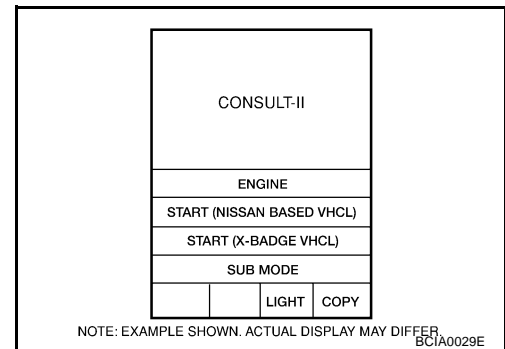 CONSULT-II
ENGINE
START (NISSAN BASED VHCL)
START (X-BADGE VHCL)
SUB MODE
LIGHT COPY
NOTE: EXAMPLE SHOWN. ACTUAL DISPLAY MAY DIFFER.
BCIA0029E